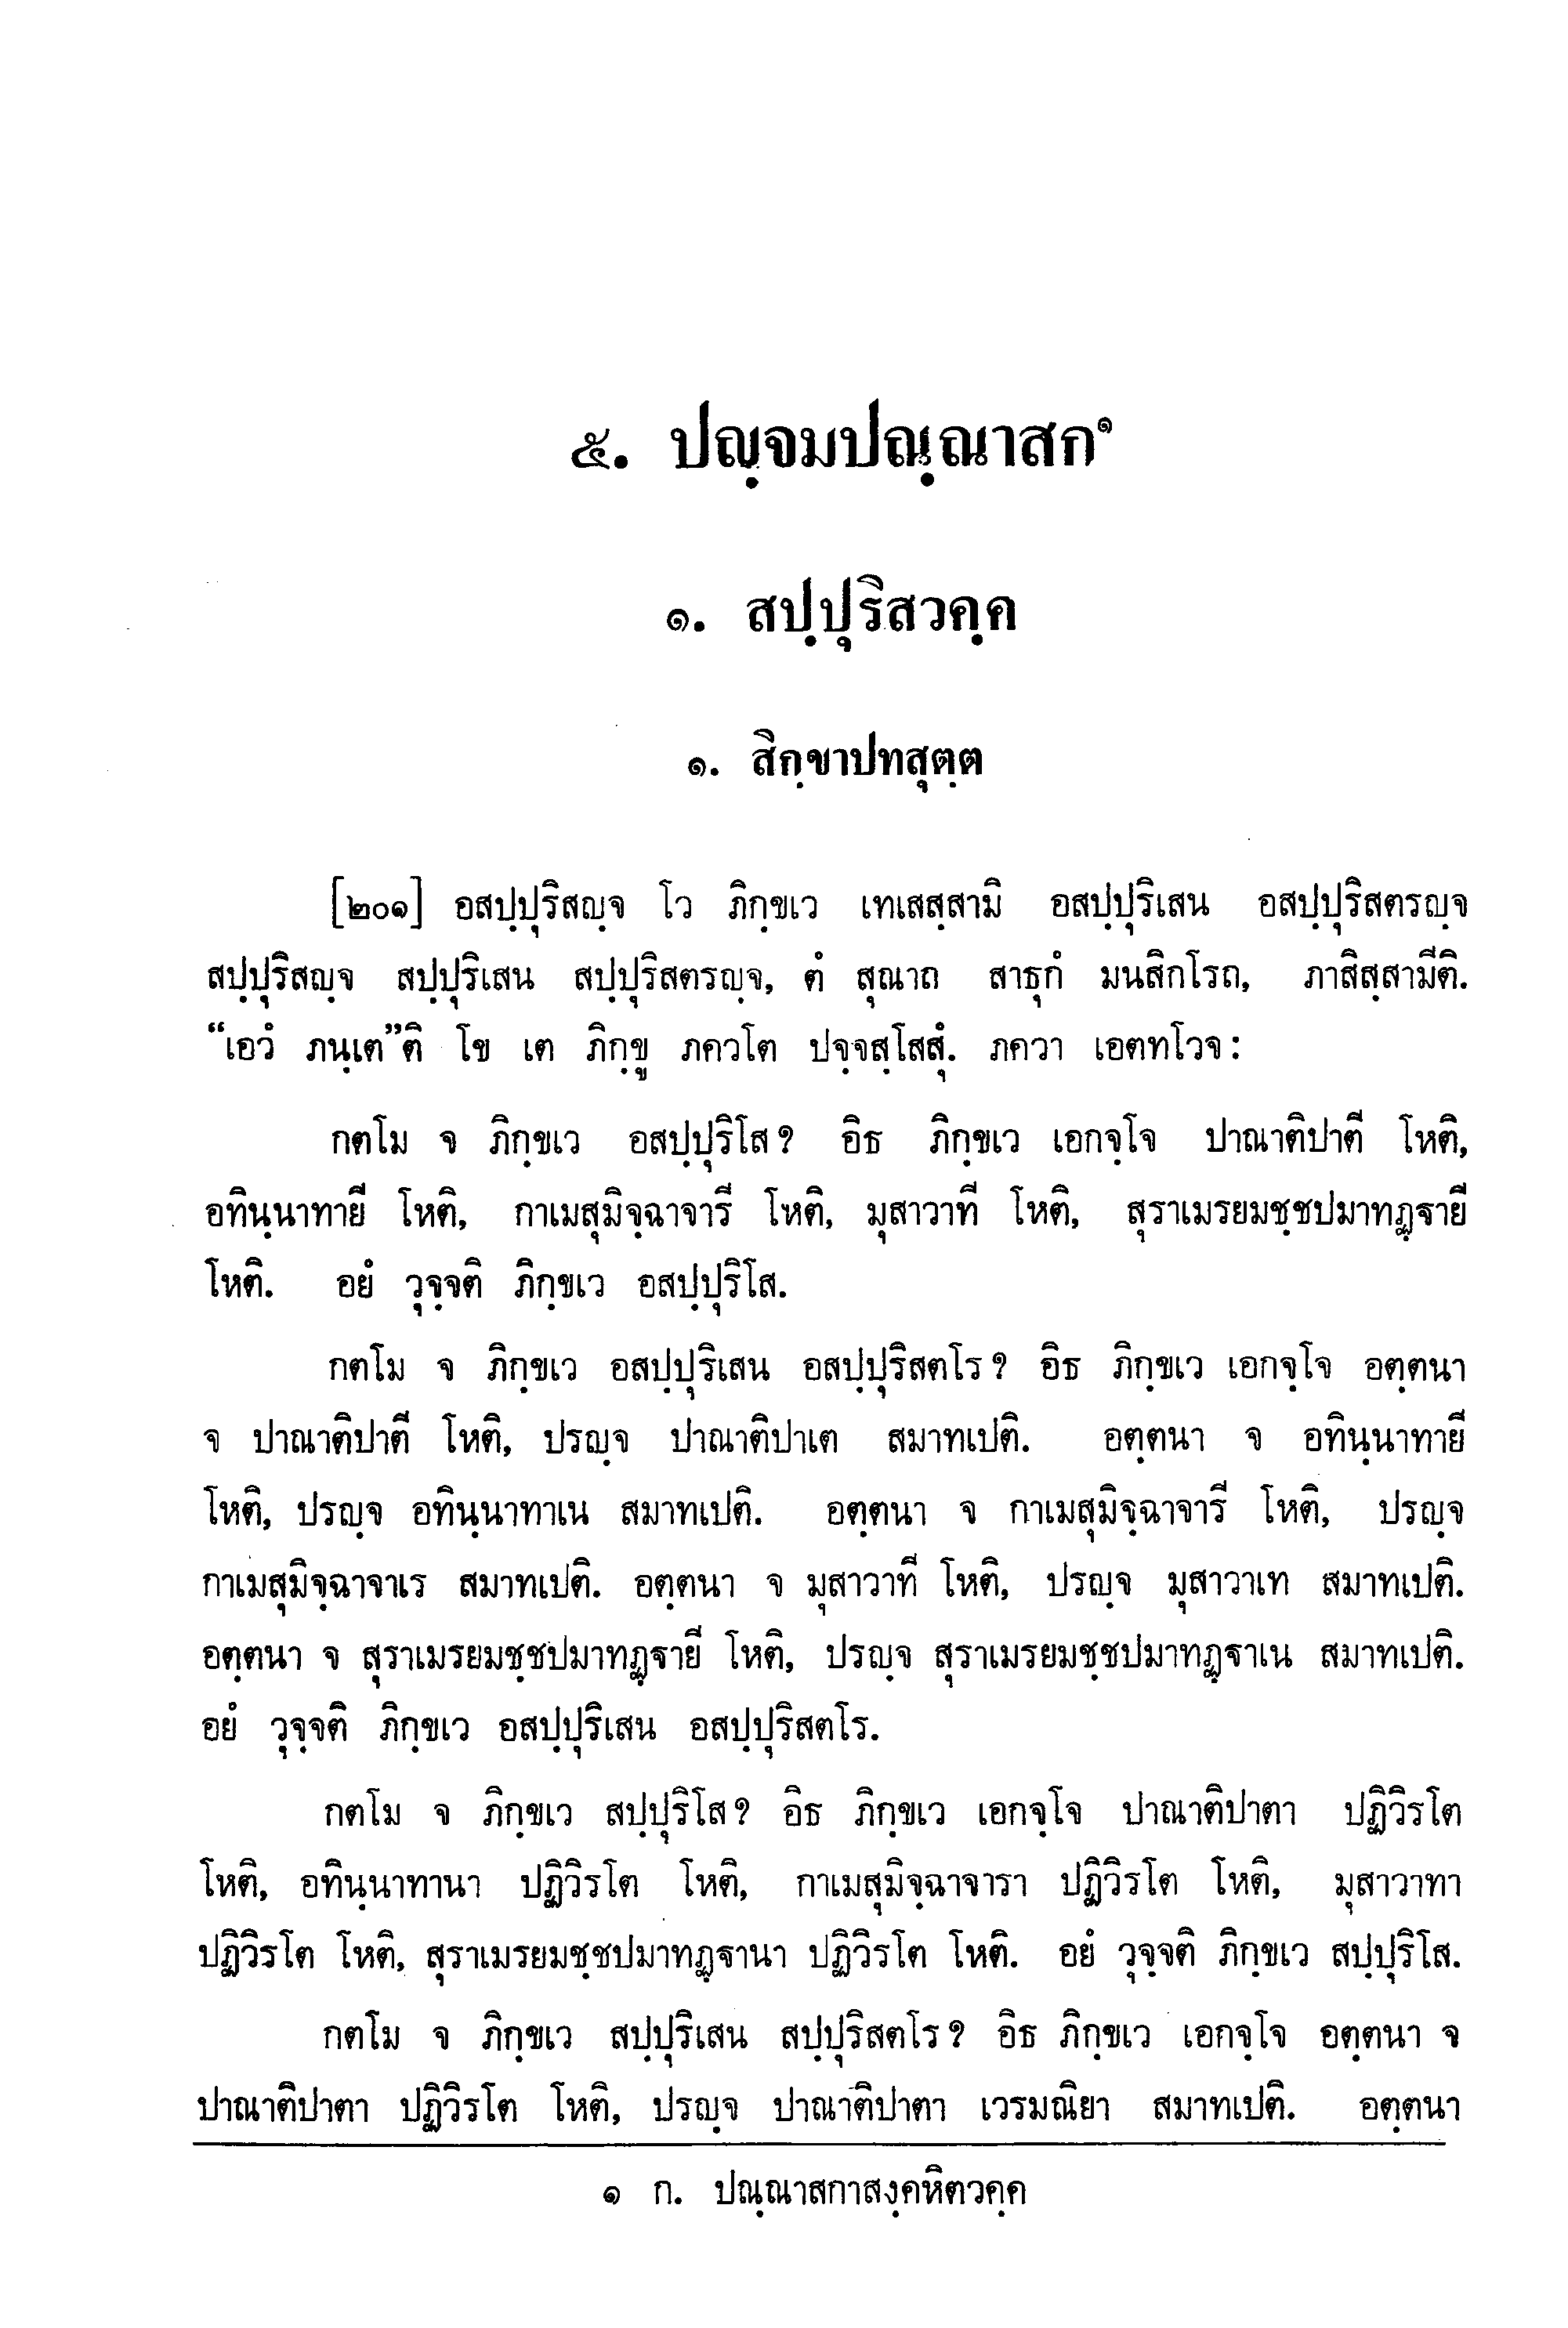 ๕. ปญฺจมปณฺณาสก๑
๑. สปฺปุริสวคฺค
๑. สิกฺขาปทสุตฺต
[๒๐๑] อสปฺปุริสญฺจ โว ภิกฺขเว เทเสสฺสามิ อสปฺปุริเสน อสปฺปุริสตรญฺจ
สปฺปุริสญฺจ สปฺปุริเสน สปฺปุริสตรญฺจ, ตํ สุณาถ สาธุกํ มนสิกโรถ, ภาสิสฺสามีติ.
“เอวํ ภนฺเต”ติ โข เต ภิกฺขู ภควโต ปจฺจสฺโสสุํ. ภควา เอตทโวจ:
กตโม จ ภิกฺขเว อสปฺปุริโส? อิธ ภิกฺขเว เอกจฺโจ ปาณาติปาตี โหติ,
อทินฺนาทายี โหติ, กาเมสุมิจฺฉาจารี โหติ, มุสาวาที โหติ, สุราเมรยมชฺชปมาทฏฺฐายี
โหติ. อยํ วุจฺจติ ภิกฺขเว อสปฺปุริโส.
กตโม จ ภิกฺขเว อสปฺปุริเสน อสปฺปุริสตโร? อิธ ภิกฺขเว เอกจฺโจ อตฺตนา
จ ปาณาติปาตี โหติ, ปรญฺจ ปาณาติปาเต สมาทเปติ. อตฺตนา จ อทินฺนาทายี
โหติ, ปรญฺจ อทินฺนาทาเน สมาทเปติ. อตฺตนา จ กาเมสุมิจฺฉาจารี โหติ, ปรญฺจ
กาเมสุมิจฺฉาจาเร สมาทเปติ. อตฺตนา จ มุสาวาที โหติ, ปรญฺจ มุสาวาเท สมาทเปติ.
อตฺตนา จ สุราเมรยมชฺชปมาทฏฺฐายี โหติ, ปรญฺจ สุราเมรยมชฺชปมาทฏฺฐาเน สมาทเปติ.
อยํ วุจฺจติ ภิกฺขเว อสปฺปุริเสน อสปฺปุริสตโร.
กตโม จ ภิกฺขเว สปฺปุริโส? อิธ ภิกฺขเว เอกจฺโจ ปาณาติปาตา ปฏิวิรโต
โหติ, อทินฺนาทานา ปฏิวิรโต โหติ, กาเมสุมิจฺฉาจารา ปฏิวิรโต โหติ, มุสาวาทา
ปฏิวิรโต โหติ, สุราเมรยมชฺชปมาทฏฺฐานา ปฏิวิรโต โหติ. อยํ วุจฺจติ ภิกฺขเว สปฺปุริโส.
กตโม จ ภิกฺขเว สปฺปุริเสน สปฺปุริสตโร? อิธ ภิกฺขเว เอกจฺโจ อตฺตนา จ
ปาณาติปาตา ปฏิวิรโต โหติ, ปรญฺจ ปาณาติปาตา เวรมณิยา สมาทเปติ. อตฺตนา
๑ ก. ปณฺณาสกาสงฺคหิตวคฺค